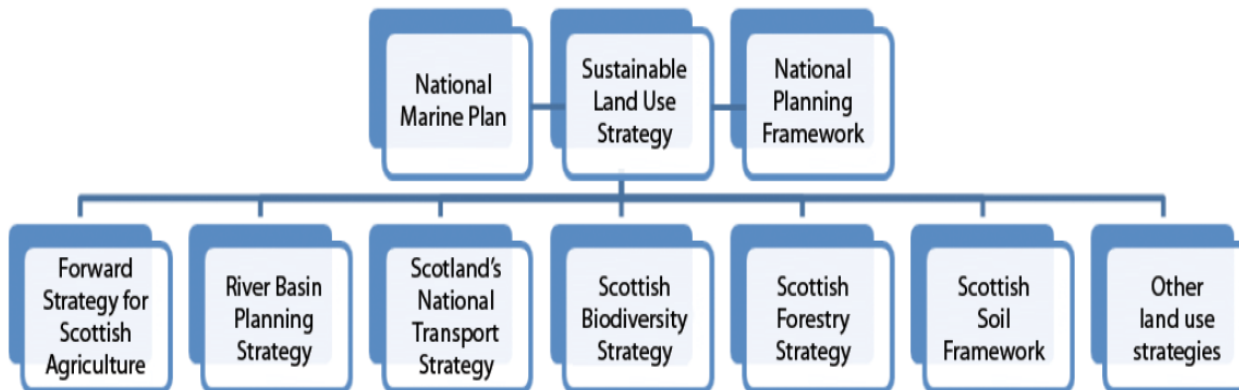 National
Marine Plan
Sustainable
Land Use
Strategy
National
Planning
Framework
Forward
Strategy for
Scottish
Agriculture
River Basin
Planning
Strategy
Scotland's
National
Transport
Strategy
Scottish
Biodiversity
Strategy
Scottish
Forestry
Strategy
Scottish
Soil
Framework
Other
land use
strategies